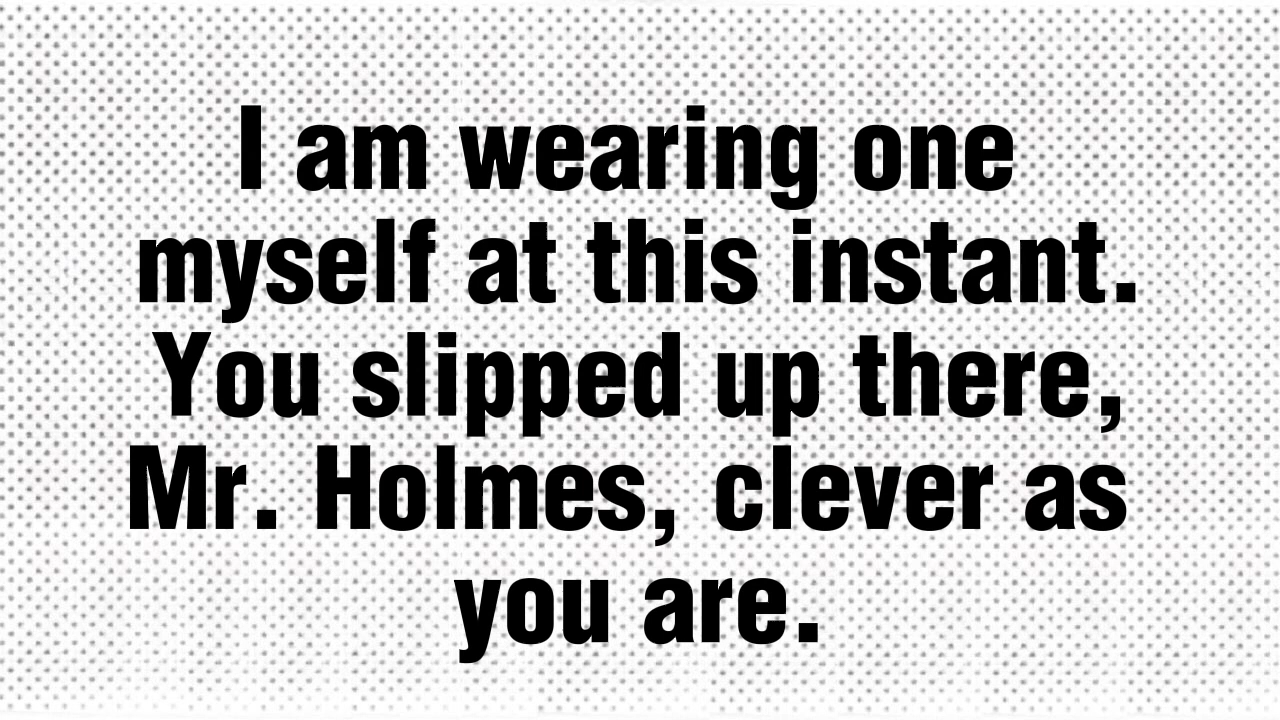 I am wearing one
myself at this instant.
You slipped up there,
Mr. Holmes, clever as
you are.